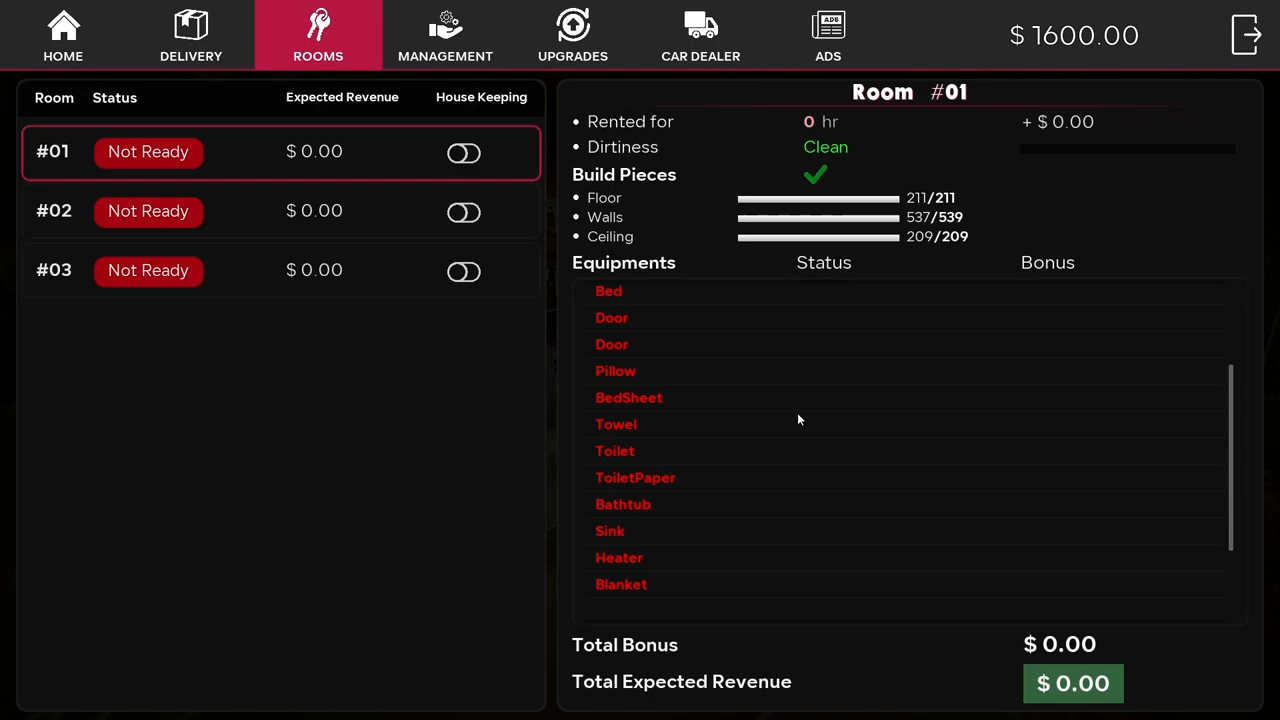 HOME DELIVERY ROOMS MANAGEMENT UPGRADES CAR DEALER ADS $ 1600.00
ADS
Room Status Expected Revenue House Keeping
#01 Not Ready $ 0.00
#02 Not Ready $ 0.00
#03 Not Ready $ 0.00
Room #01
• Rented for 0 hr + $ 0.00
• Dirtiness Clean
Build Pieces
• Floor 211/211
• Walls 537/539
• Ceiling 209/209
Equipments Status Bonus
Bed
Door
Door
Pillow
BedSheet
Towel
Toilet
ToiletPaper
Bathtub
Sink
Heater
Blanket
Total Bonus $ 0.00
Total Expected Revenue $ 0.00